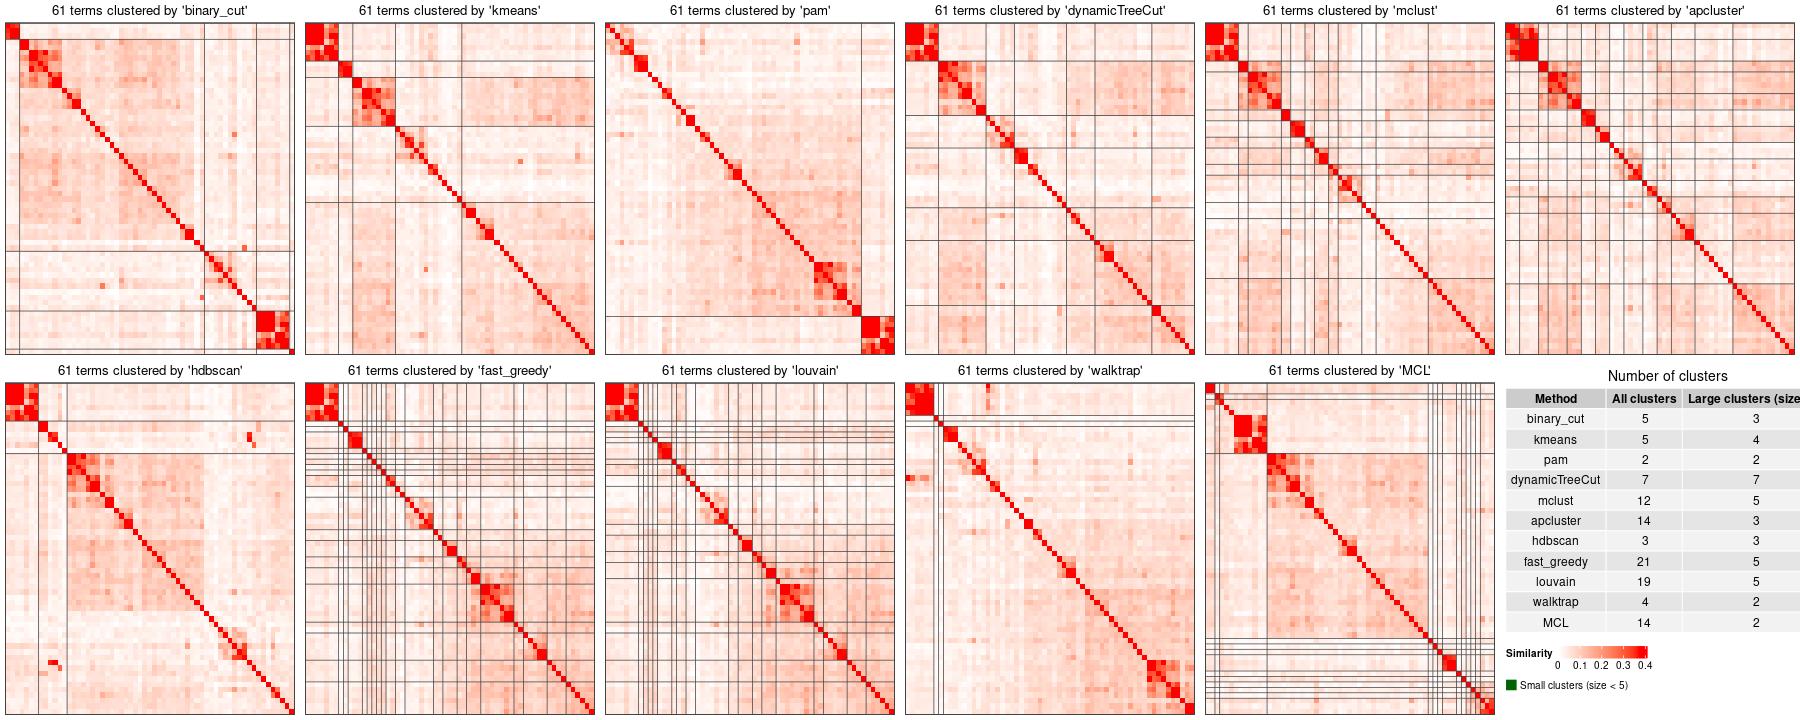 61 terms clustered by 'binary_cut'
61 terms clustered by 'kmeans'
61 terms clustered by 'pam'
61 terms clustered by 'dynamicTreeCut'
61 terms clustered by 'mclust'
61 terms clustered by 'apcluster'
61 terms clustered by 'hdbscan'
61 terms clustered by 'fast_greedy'
61 terms clustered by 'louvain'
61 terms clustered by 'walktrap'
61 terms clustered by 'MCL'
Number of clusters
Method All clusters Large clusters (size
binary_cut 5 3
kmeans 5 4
pam 2 2
dynamicTreeCut 7 7
mclust 12 5
apcluster 14 3
hdbscan 3 3
fast_greedy 21 5
louvain 19 5
walktrap 4 2
MCL 14 2
Similarity
0 0.1 0.2 0.3 0.4
Small clusters (size < 5)